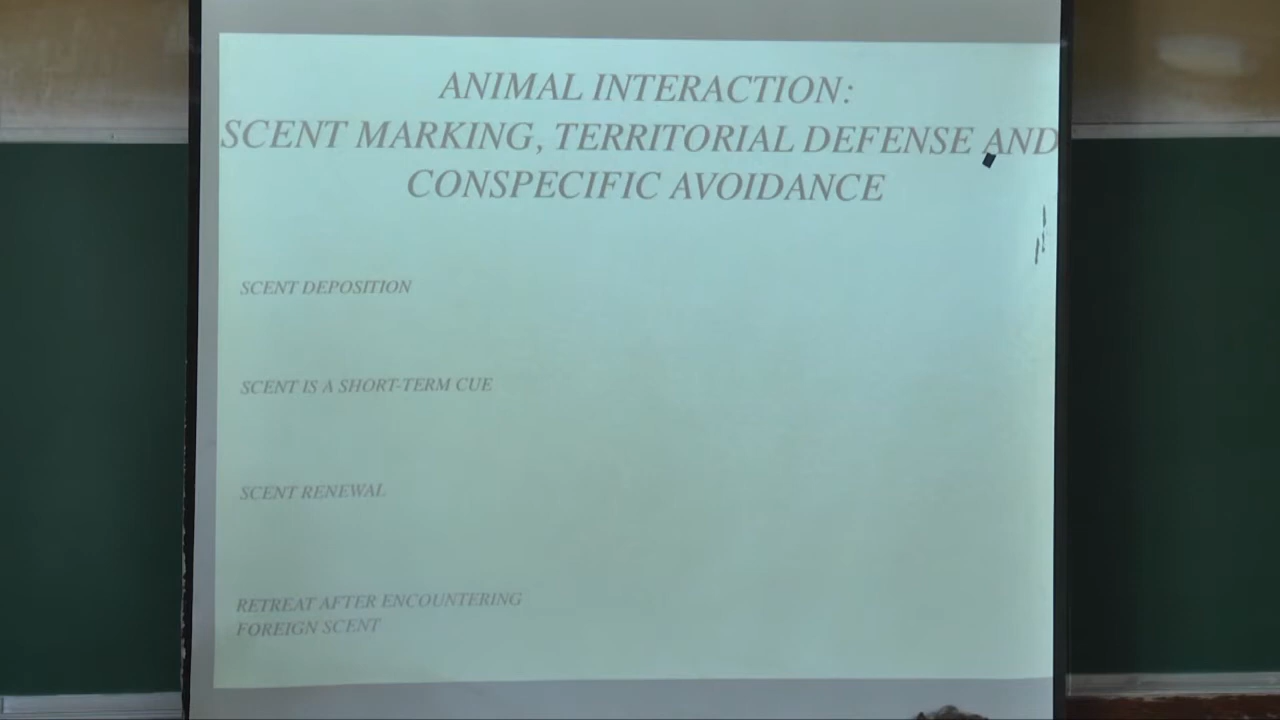 ANIMAL INTERACTION:
SCENT MARKING, TERRITORIAL DEFENSE AND
CONSPECIFIC AVOIDANCE
SCENT DEPOSITION
SCENT IS A SHORT-TERM CUE
SCENT RENEWAL
RETREAT AFTER ENCOUNTERING
FOREIGN SCENT